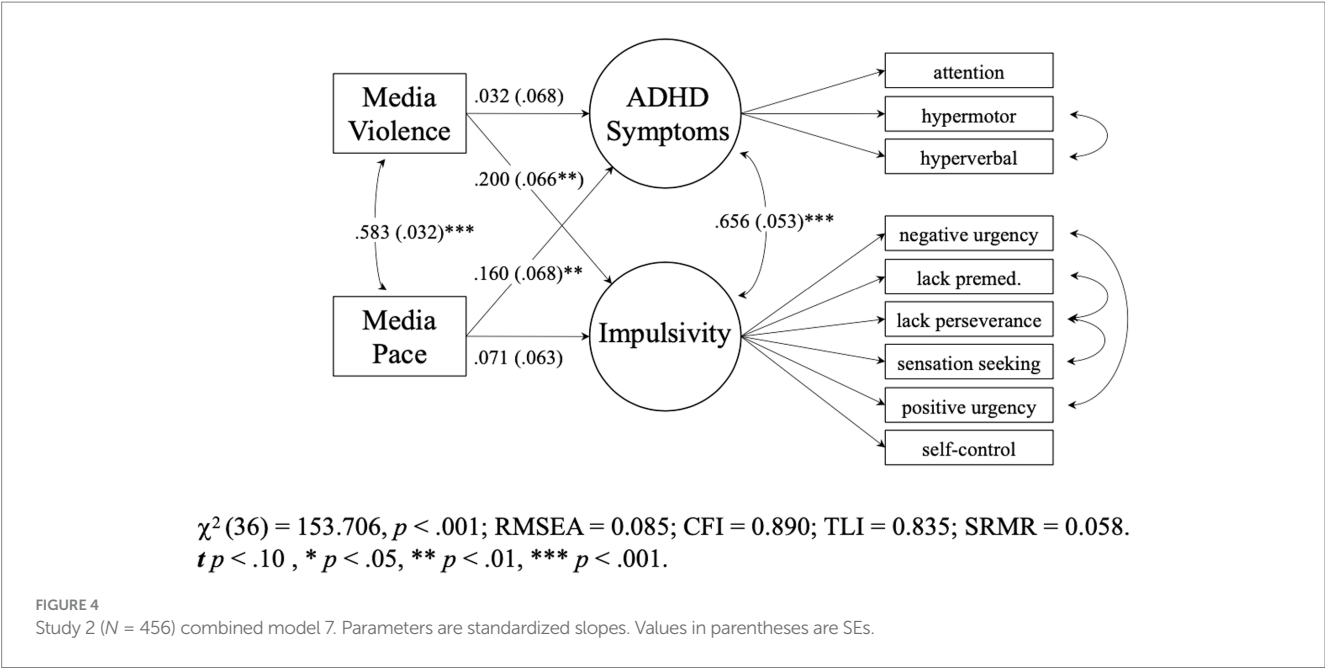 Media
Violence
.032 (.068)
ADHD
Symptoms
attention
hypermotor
hyperverbal
.200 (.066**)
.583 (.032)***
.656 (.053)***
.160 (.068)**
Media
Pace
.071 (.063)
Impulsivity
negative urgency
lack premed.
lack perseverance
sensation seeking
positive urgency
self-control
χ² (36) = 153.706, p < .001; RMSEA = 0.085; CFI = 0.890; TLI = 0.835; SRMR = 0.058.
t p < .10 , * p < .05, ** p < .01, *** p < .001.
FIGURE 4
Study 2 (N = 456) combined model 7. Parameters are standardized slopes. Values in parentheses are SEs.